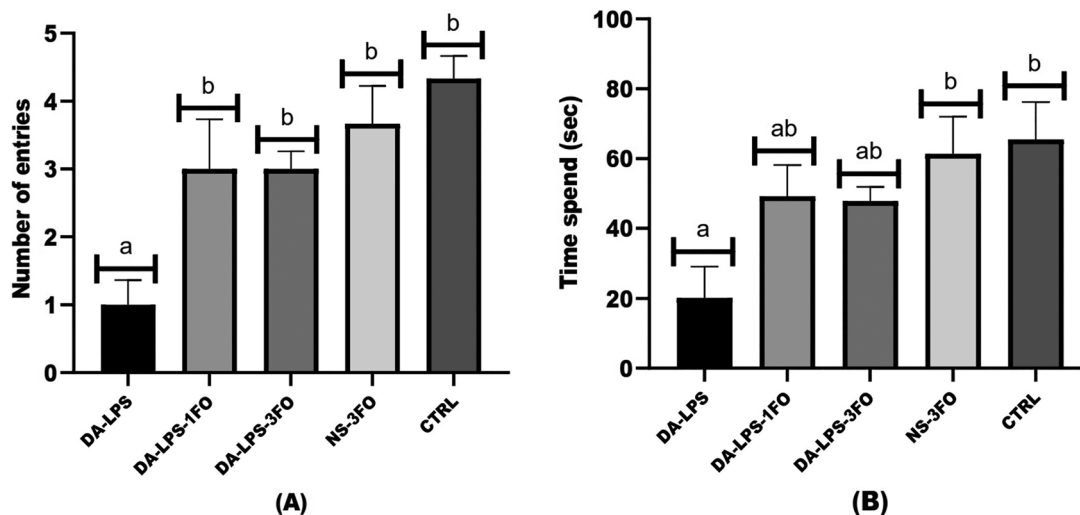 Number of entries
5
4
3
2
1
0
a
b
b
b
b
DA-LPS
DA-LPS-1FO
DA-LPS-3FO
NS-3FO
CTRL
(A)
Time spend (sec)
100
80
60
40
20
0
a
ab
ab
b
b
DA-LPS
DA-LPS-1FO
DA-LPS-3FO
NS-3FO
CTRL
(B)